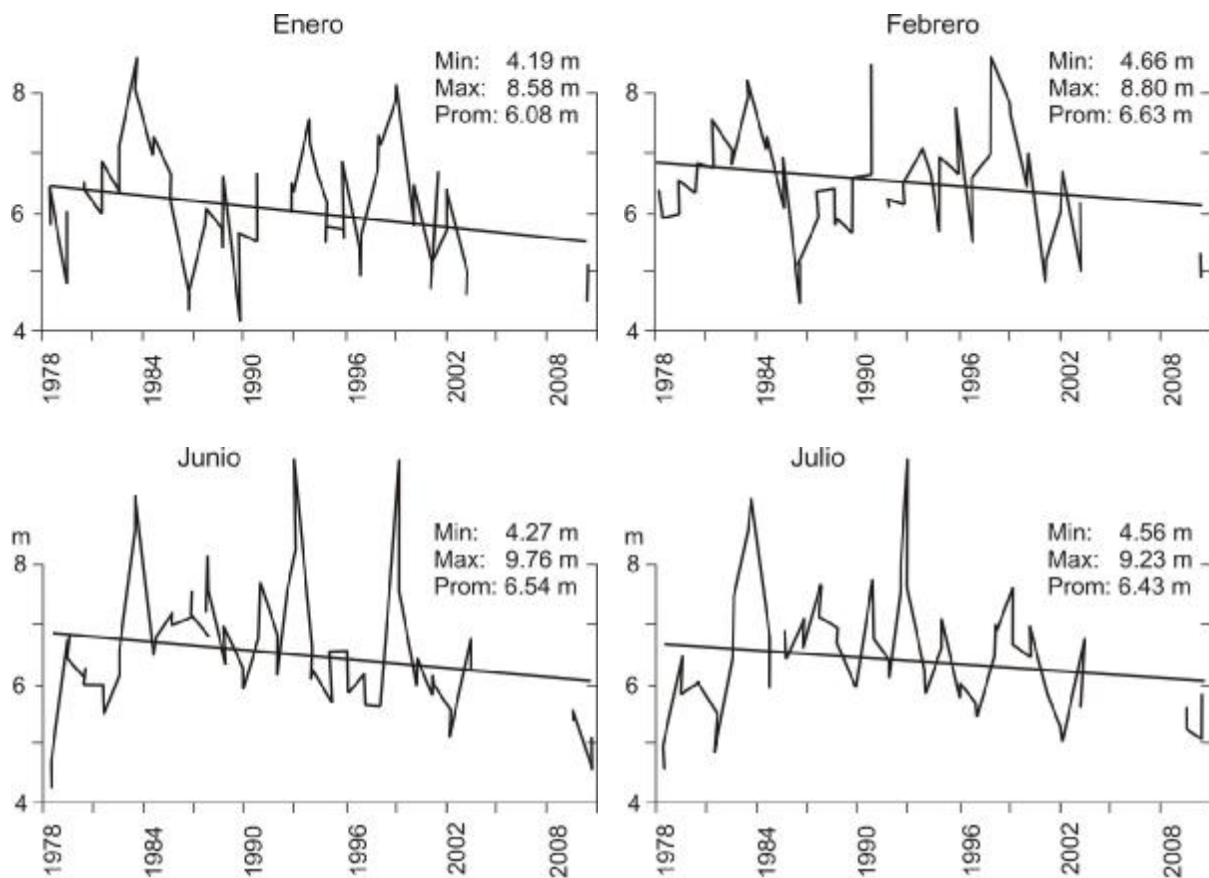 Enero
Min: 4.19 m
Max: 8.58 m
Prom: 6.08 m
8
6
4
1978
1984
1990
1996
2002
2008
Febrero
Min: 4.66 m
Max: 8.80 m
Prom: 6.63 m
8
6
4
1978
1984
1990
1996
2002
2008
Junio
m
Min: 4.27 m
Max: 9.76 m
Prom: 6.54 m
8
6
4
1978
1984
1990
1996
2002
2008
Julio
m
Min: 4.56 m
Max: 9.23 m
Prom: 6.43 m
8
6
4
1978
1984
1990
1996
2002
2008